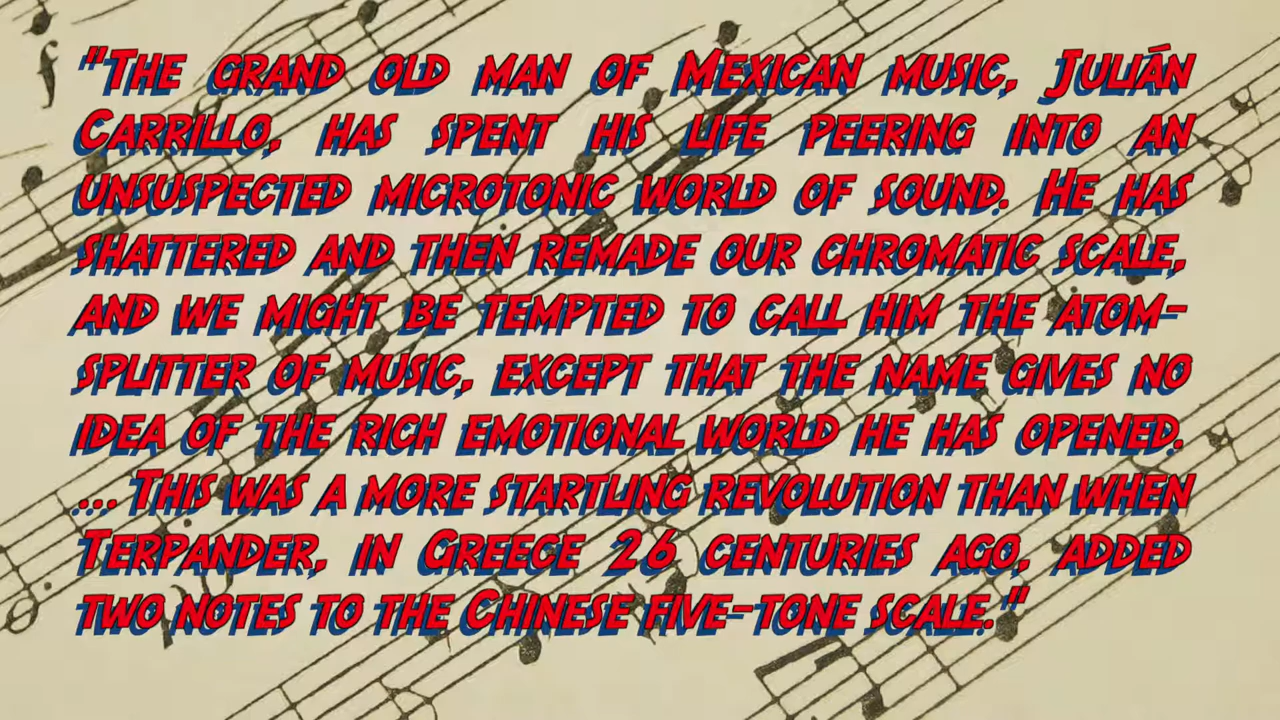 "The grand old man of Mexican music, Julián
Carrillo, has spent his life peering into an
unsuspected microtonic world of sound. He has
shattered and then remade our chromatic scale,
and we might be tempted to call him the atom-
splitter of music, except that the name gives no
idea of the rich emotional world he has opened.
... This was a more startling revolution than when
Terpander, in Greece 26 centuries ago, added
two notes to the Chinese five-tone scale."